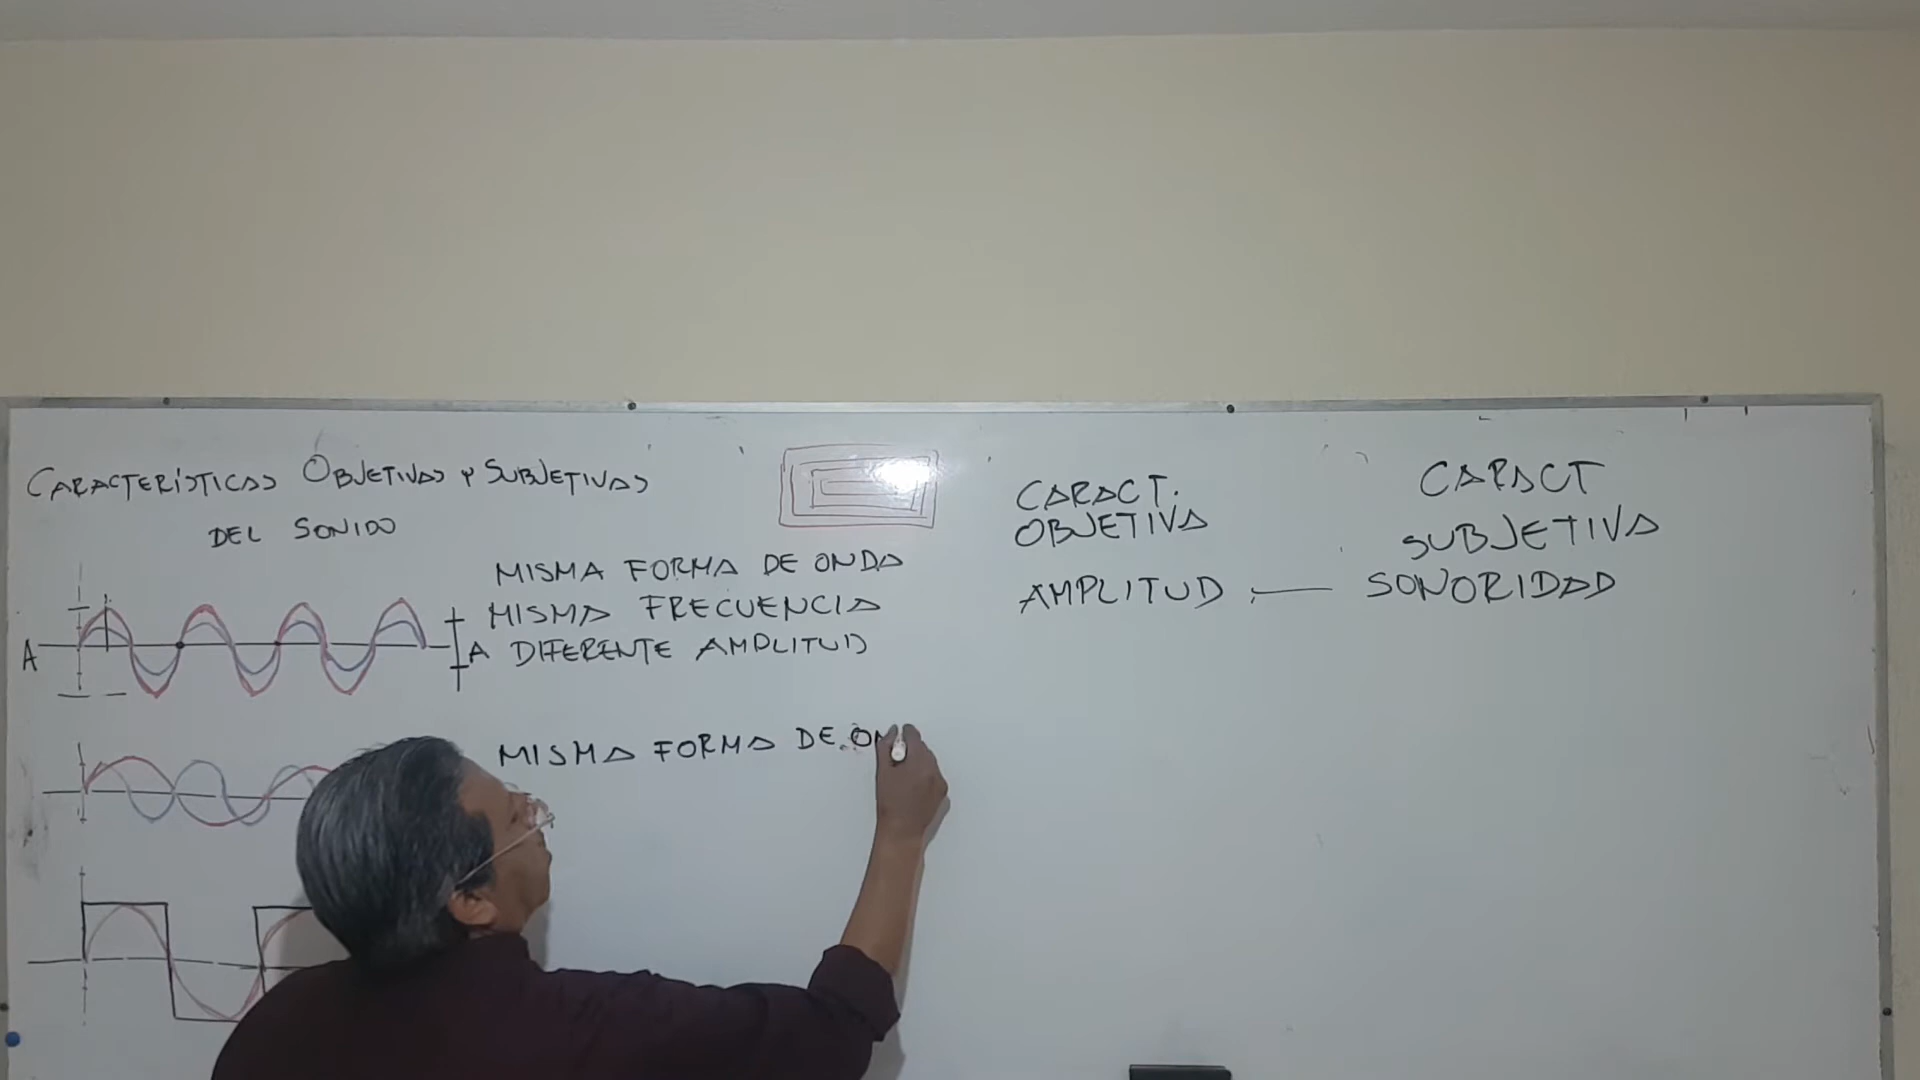 CARACTERÍSTICAS OBJETIVAS Y SUBJETIVAS
DEL SONIDO
MISMA FORMA DE ONDA
MISMA FRECUENCIA
A DIFERENTE AMPLITUD
A
MISMA FORMA DE ON
CARACT.
OBJETIVA
AMPLITUD — SONORIDAD
CARACT
SUBJETIVA